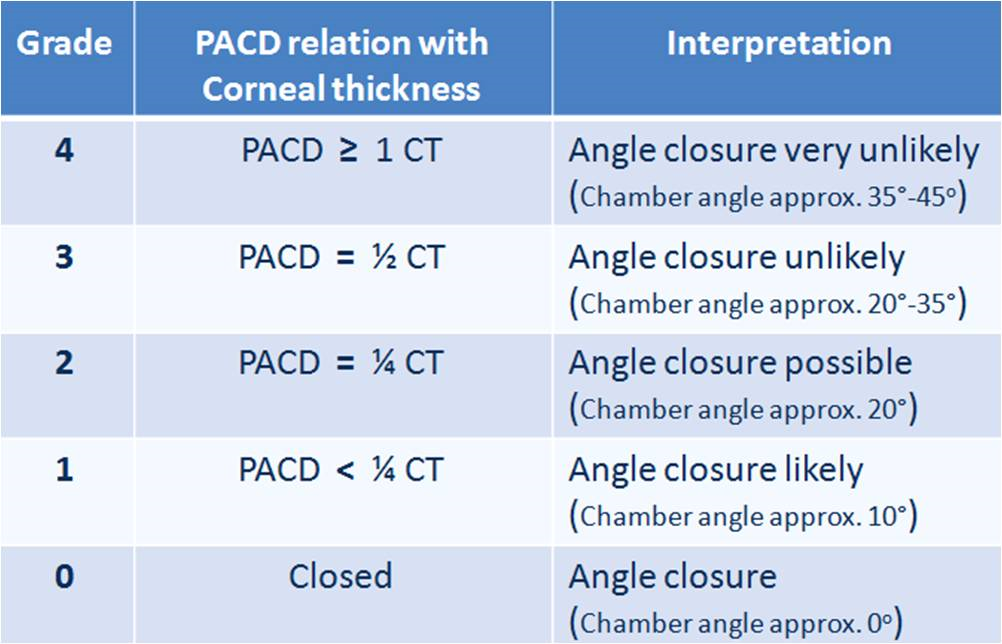 Grade
PACD relation with
Corneal thickness
Interpretation
4
PACD ≥ 1 CT
Angle closure very unlikely
(Chamber angle approx. 35°-45º)
3
PACD = ½ CT
Angle closure unlikely
(Chamber angle approx. 20°-35°)
2
PACD = ¼ CT
Angle closure possible
(Chamber angle approx. 20°)
1
PACD < ¼ CT
Angle closure likely
(Chamber angle approx. 10°)
0
Closed
Angle closure
(Chamber angle approx. 0º)